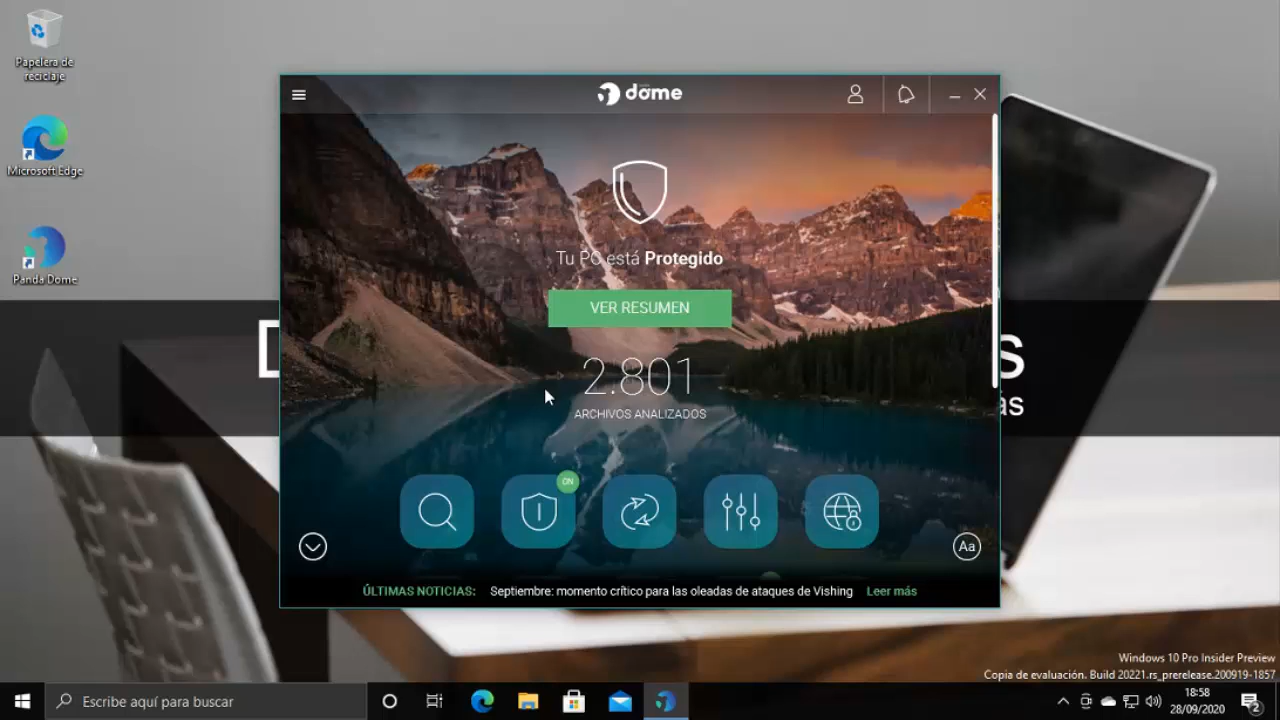 Papelera de
reciclaje
Microsoft Edge
Panda Dome
dome
Tu PC está Protegido
VER RESUMEN
2.801
ARCHIVOS ANALIZADOS
ON
Aa
ÚLTIMAS NOTICIAS: Septiembre: momento crítico para las oleadas de ataques de Vishing Leer más
D
S
ás
Windows 10 Pro Insider Preview
Copia de evaluación. Build 20221.rs_prerelease.200919-1857
Escribe aquí para buscar
18:58
28/09/2020
2